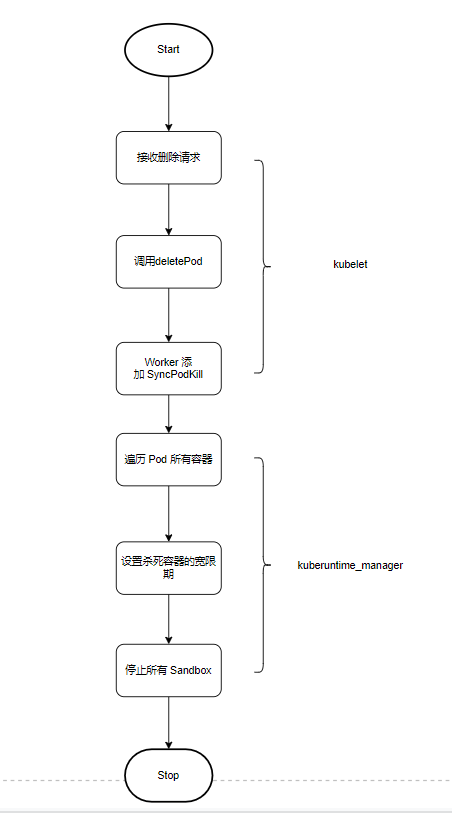 Start
接收删除请求
调用deletePod
kubelet
Worker 添
加 SyncPodKill
遍历 Pod 所有容器
设置杀死容器的宽限
期
kuberuntime_manager
停止所有 Sandbox
Stop